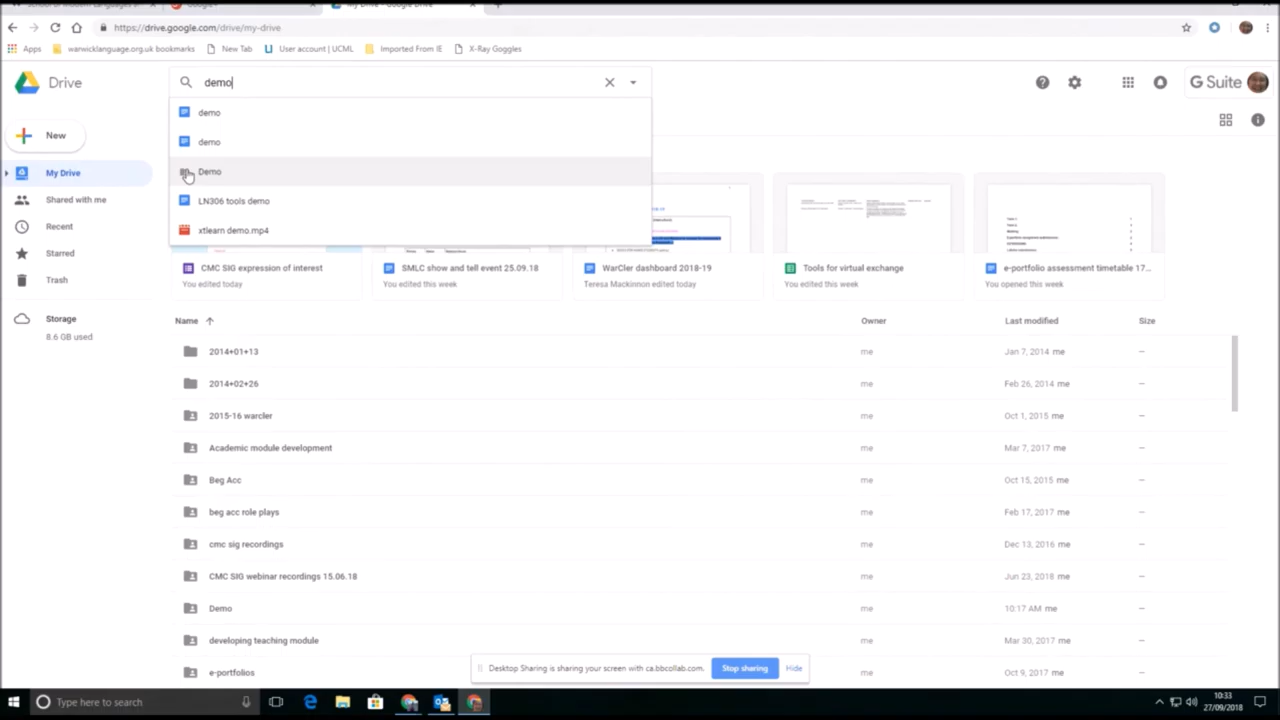 https://drive.google.com/drive/my-drive
Apps
warwicklanguage.org.uk bookmarks
New Tab
User account | UCML
Imported From IE
X-Ray Goggles
Drive
demo
G Suite
demo
demo
Demo
LN306 tools demo
xtlearn demo.mp4
New
My Drive
Shared with me
Recent
Starred
Trash
Storage
8.6 GB used
CMC SIG expression of interest
You edited today
SMLC show and tell event 25.09.18
You edited this week
WarCler dashboard 2018-19
Teresa Mackinnon edited today
Tools for virtual exchange
You edited this week
e-portfolio assessment timetable 17...
You opened this week
Name
Owner
Last modified
Size
2014+01+13 me Jan 7, 2014 me —
2014+02+26 me Feb 26, 2014 me —
2015-16 warcler me Oct 1, 2015 me —
Academic module development me Mar 7, 2017 me —
Beg Acc me Oct 15, 2015 me —
beg acc role plays me Feb 17, 2017 me —
cmc sig recordings me Dec 13, 2016 me —
CMC SIG webinar recordings 15.06.18 me Jun 23, 2018 me —
Demo me 10:17 AM me —
developing teaching module me Mar 30, 2017 me —
e-portfolios me Oct 9, 2017 me —
Desktop Sharing is sharing your screen with ca.bbcollab.com.
Stop sharing
Hide
Type here to search
10:33
27/09/2018